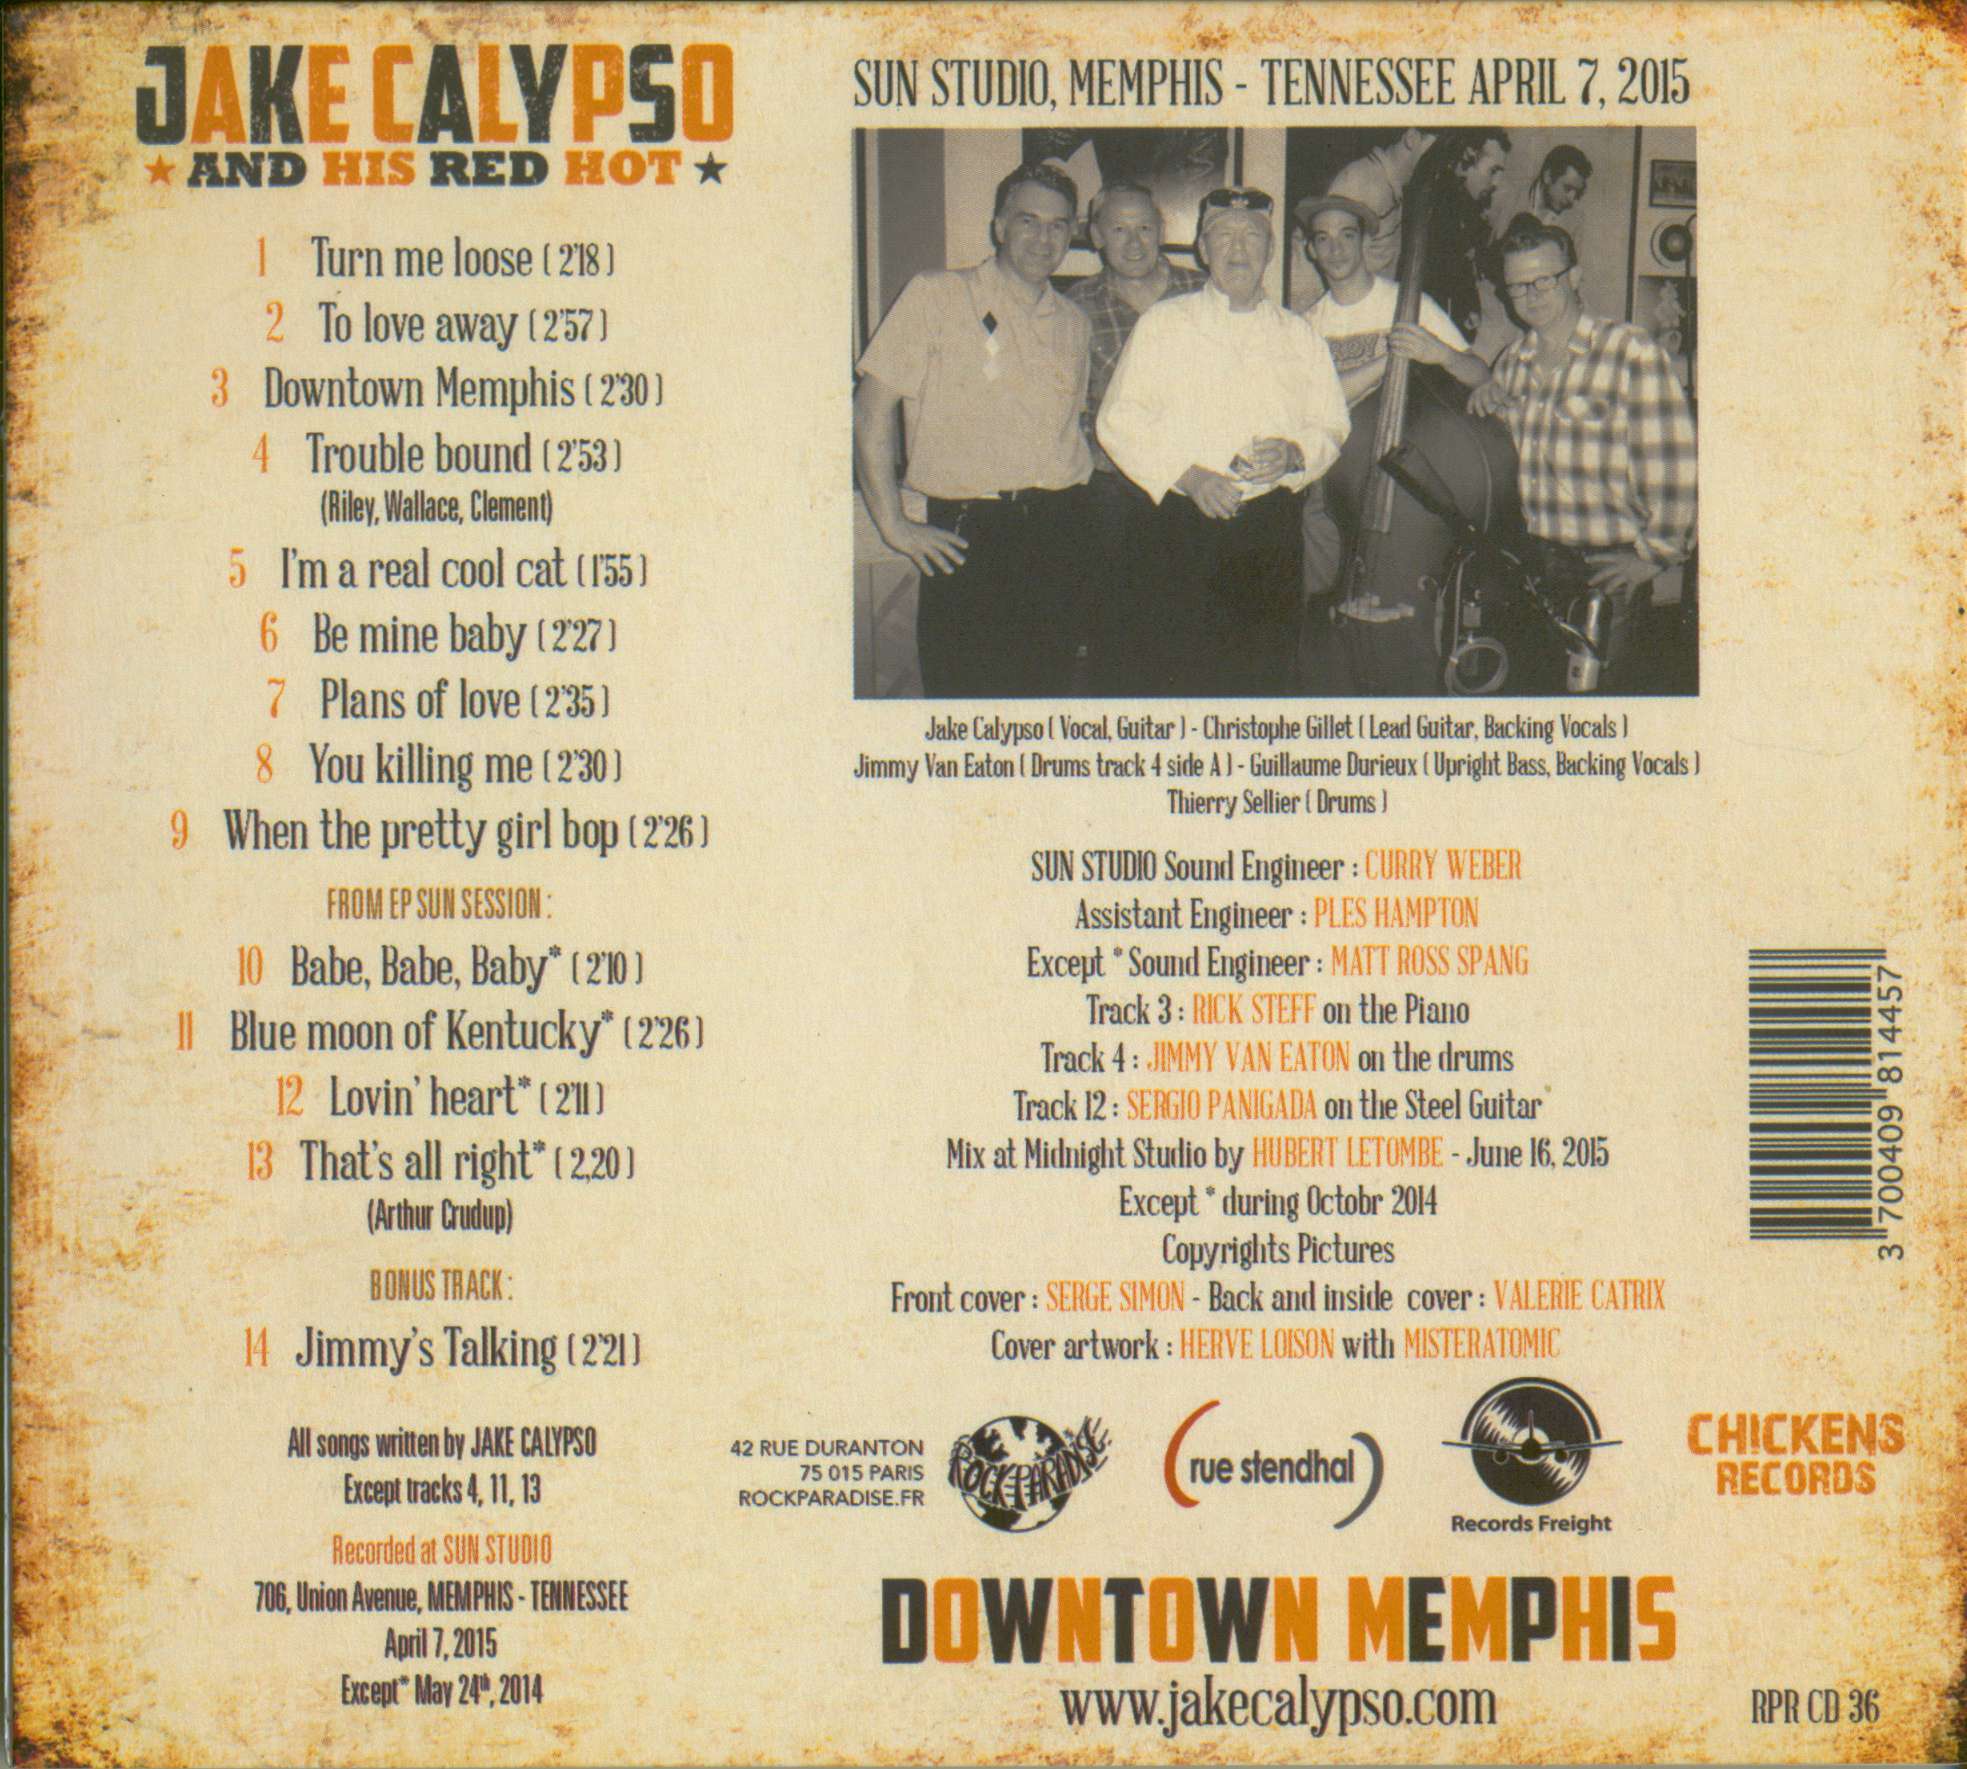 JAKE CALYPSO
AND HIS RED HOT
1 Turn me loose ( 2'18 )
2 To love away ( 2'57 )
3 Downtown Memphis ( 2'30 )
4 Trouble bound ( 2'53 )
(Riley, Wallace, Clement)
5 I'm a real cool cat ( 1'55 )
6 Be mine baby ( 2'27 )
7 Plans of love ( 2'35 )
8 You killing me ( 2'30 )
9 When the pretty girl bop ( 2'26 )
FROM EP SUN SESSION :
10 Babe, Babe, Baby* ( 2'10 )
11 Blue moon of Kentucky* ( 2'26 )
12 Lovin' heart* ( 2'11 )
13 That's all right* ( 2,20 )
(Arthur Crudup)
BONUS TRACK :
14 Jimmy's Talking ( 2'21 )
All songs written by JAKE CALYPSO
Except tracks 4, 11, 13
Recorded at SUN STUDIO
706, Union Avenue, MEMPHIS - TENNESSEE
April 7, 2015
Except* May 24th, 2014
SUN STUDIO, MEMPHIS - TENNESSEE APRIL 7, 2015
Jake Calypso ( Vocal, Guitar ) - Christophe Gillet ( Lead Guitar, Backing Vocals )
Jimmy Van Eaton ( Drums track 4 side A ) - Guillaume Durieux ( Upright Bass, Backing Vocals )
Thierry Sellier ( Drums )
SUN STUDIO Sound Engineer : CURRY WEBER
Assistant Engineer : PLES HAMPTON
Except * Sound Engineer : MATT ROSS SPANG
Track 3 : RICK STEFF on the Piano
Track 4 : JIMMY VAN EATON on the drums
Track 12 : SERGIO PANIGADA on the Steel Guitar
Mix at Midnight Studio by HUBERT LETOMBE - June 16, 2015
Except * during Octobr 2014
Copyrights Pictures
Front cover : SERGE SIMON - Back and inside cover : VALERIE CATRIX
Cover artwork : HERVE LOISON with MISTERATOMIC
42 RUE DURANTON
75 015 PARIS
ROCKPARADISE.FR
ROCK PARADISE
rue stendhal
Records Freight
CHICKENS
RECORDS
DOWNTOWN MEMPHIS
www.jakecalypso.com
RPR CD 36
3 700409 814457